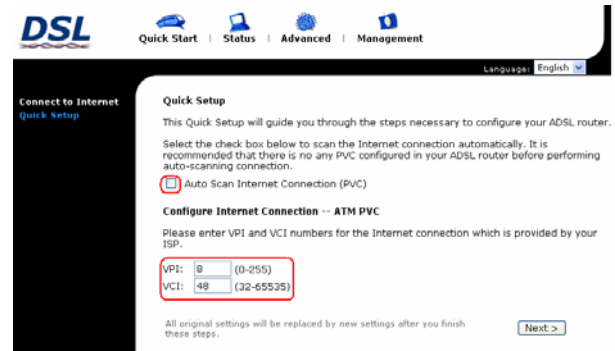 DSL
Quick Start | Status | Advanced | Management
Language: English
Connect to Internet
Quick Setup
Quick Setup
This Quick Setup will guide you through the steps necessary to configure your ADSL router.
Select the check box below to scan the Internet connection automatically. It is
recommended that there is no any PVC configured in your ADSL router before performing
auto-scanning connection.
Auto Scan Internet Connection (PVC)
Configure Internet Connection -- ATM PVC
Please enter VPI and VCI numbers for the Internet connection which is provided by your
ISP.
VPI: 8 (0-255)
VCI: 48 (32-65535)
All original settings will be replaced by new settings after you finish
these steps.
Next >